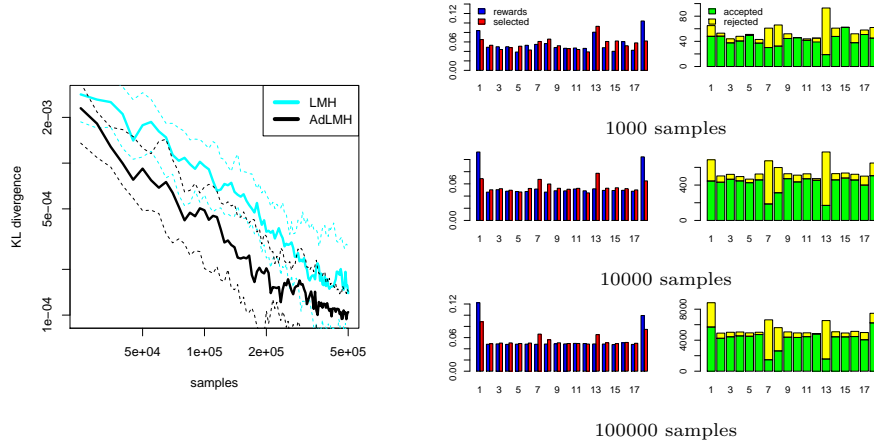 KL divergence
2e-03
5e-04
1e-04
LMH
AdLMH
5e+04 1e+05 2e+05 5e+05
samples
0.12
0.06
0.00
rewards
selected
1 3 5 7 9 11 13 15 17
80
40
0
accepted
rejected
1 3 5 7 9 11 13 15 17
1000 samples
0.06
0.00
1 3 5 7 9 11 13 15 17
400
0
1 3 5 7 9 11 13 15 17
10000 samples
0.12
0.06
0.00
1 3 5 7 9 11 13 15 17
8000
4000
0
1 3 5 7 9 11 13 15 17
100000 samples